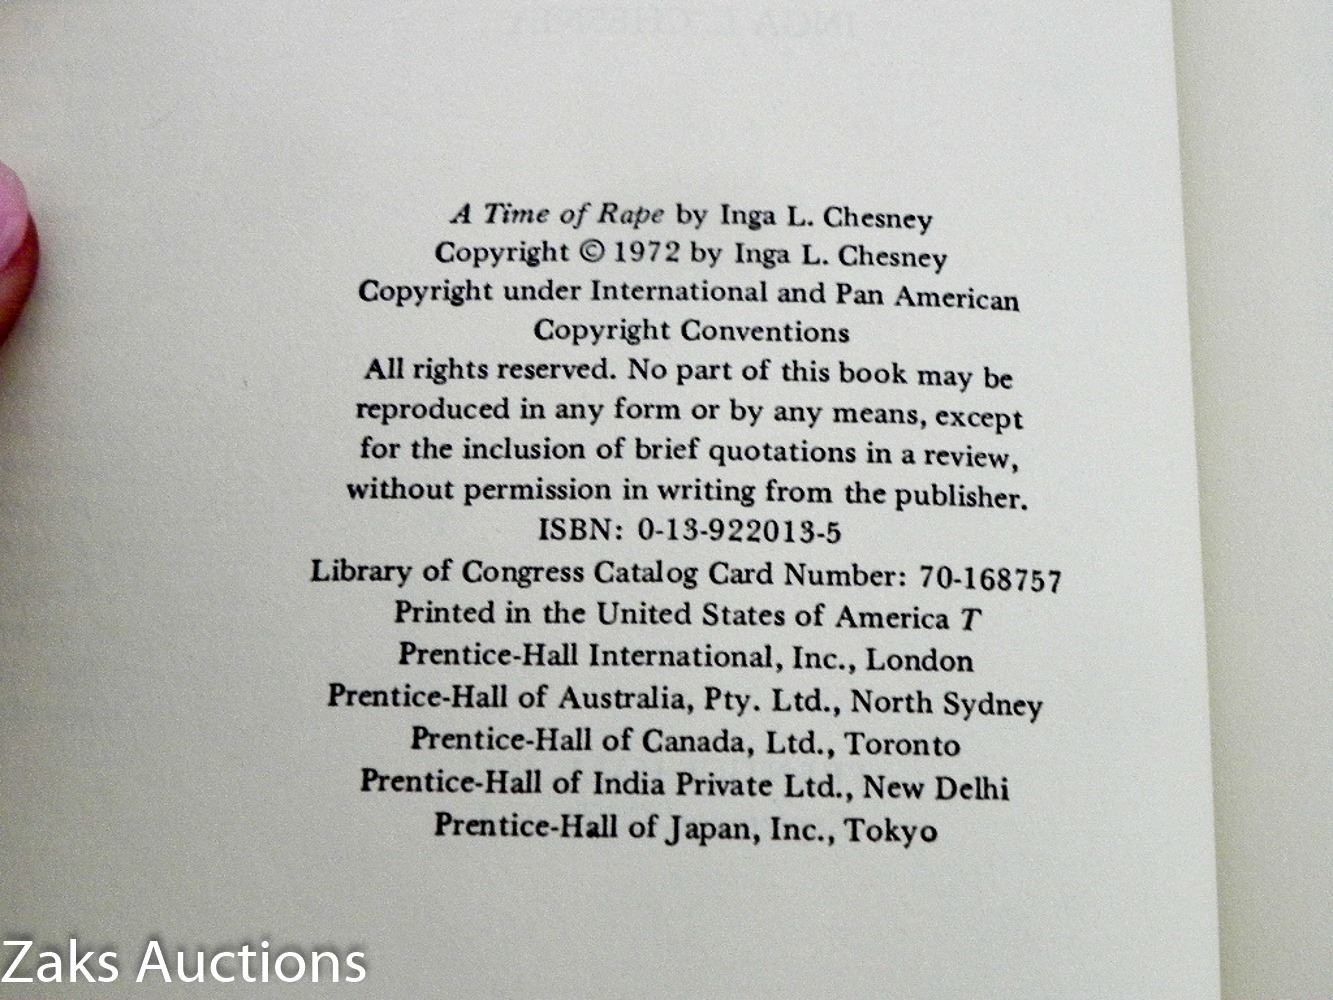 A Time of Rape by Inga L. Chesney
Copyright © 1972 by Inga L. Chesney
Copyright under International and Pan American
Copyright Conventions
All rights reserved. No part of this book may be
reproduced in any form or by any means, except
for the inclusion of brief quotations in a review,
without permission in writing from the publisher.
ISBN: 0-13-922013-5
Library of Congress Catalog Card Number: 70-168757
Printed in the United States of America T
Prentice-Hall International, Inc., London
Prentice-Hall of Australia, Pty. Ltd., North Sydney
Prentice-Hall of Canada, Ltd., Toronto
Prentice-Hall of India Private Ltd., New Delhi
Prentice-Hall of Japan, Inc., Tokyo
Zaks Auctions